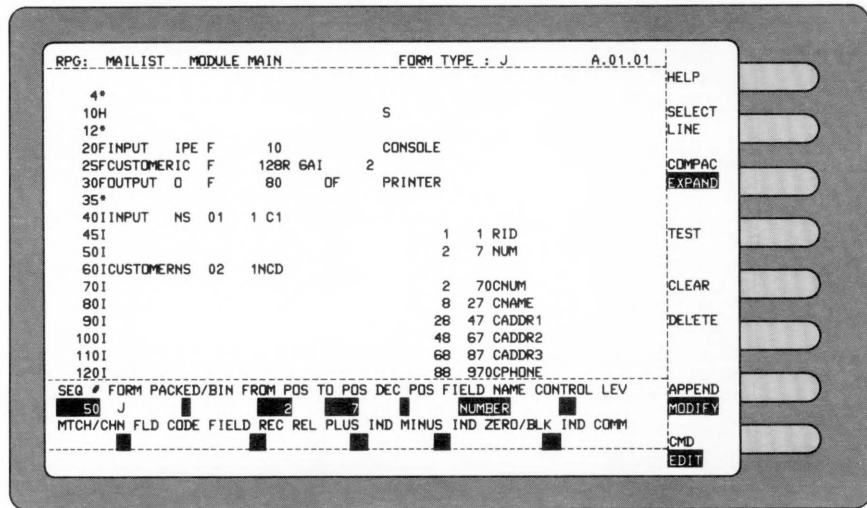 RPG: MAILIST MODULE MAIN FORM TYPE : J A.01.01
HELP
4*
10H S
SELECT
12*
LINE
20FINPUT IPE F 10 CONSOLE
25FCUSTOMERIC F 128R 6AI 2
COMPAC
30FOUTPUT O F 80 OF PRINTER
EXPAND
35*
40IINPUT NS 01 1 C1
45I 1 1 RID
TEST
50I 2 7 NUM
60ICUSTOMERNS 02 1NCD
70I 2 70CNUM
CLEAR
80I 8 27 CNAME
90I 28 47 CADDR1
DELETE
100I 48 67 CADDR2
110I 68 87 CADDR3
120I 88 970CPHONE
SEQ # FORM PACKED/BIN FROM POS TO POS DEC POS FIELD NAME CONTROL LEV
APPEND
50 J 2 7 NUMBER
MODIFY
MTCH/CHN FLD CODE FIELD REC REL PLUS IND MINUS IND ZERO/BLK IND COMM
CMD
EDIT